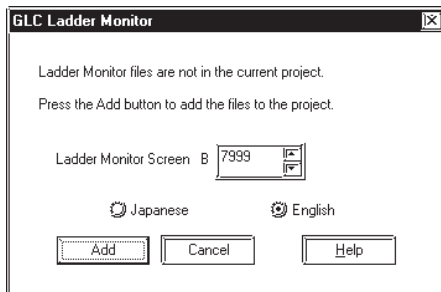 GLC Ladder Monitor
Ladder Monitor files are not in the current project.
Press the Add button to add the files to the project.
Ladder Monitor Screen B 7999
Japanese English
Add Cancel Help